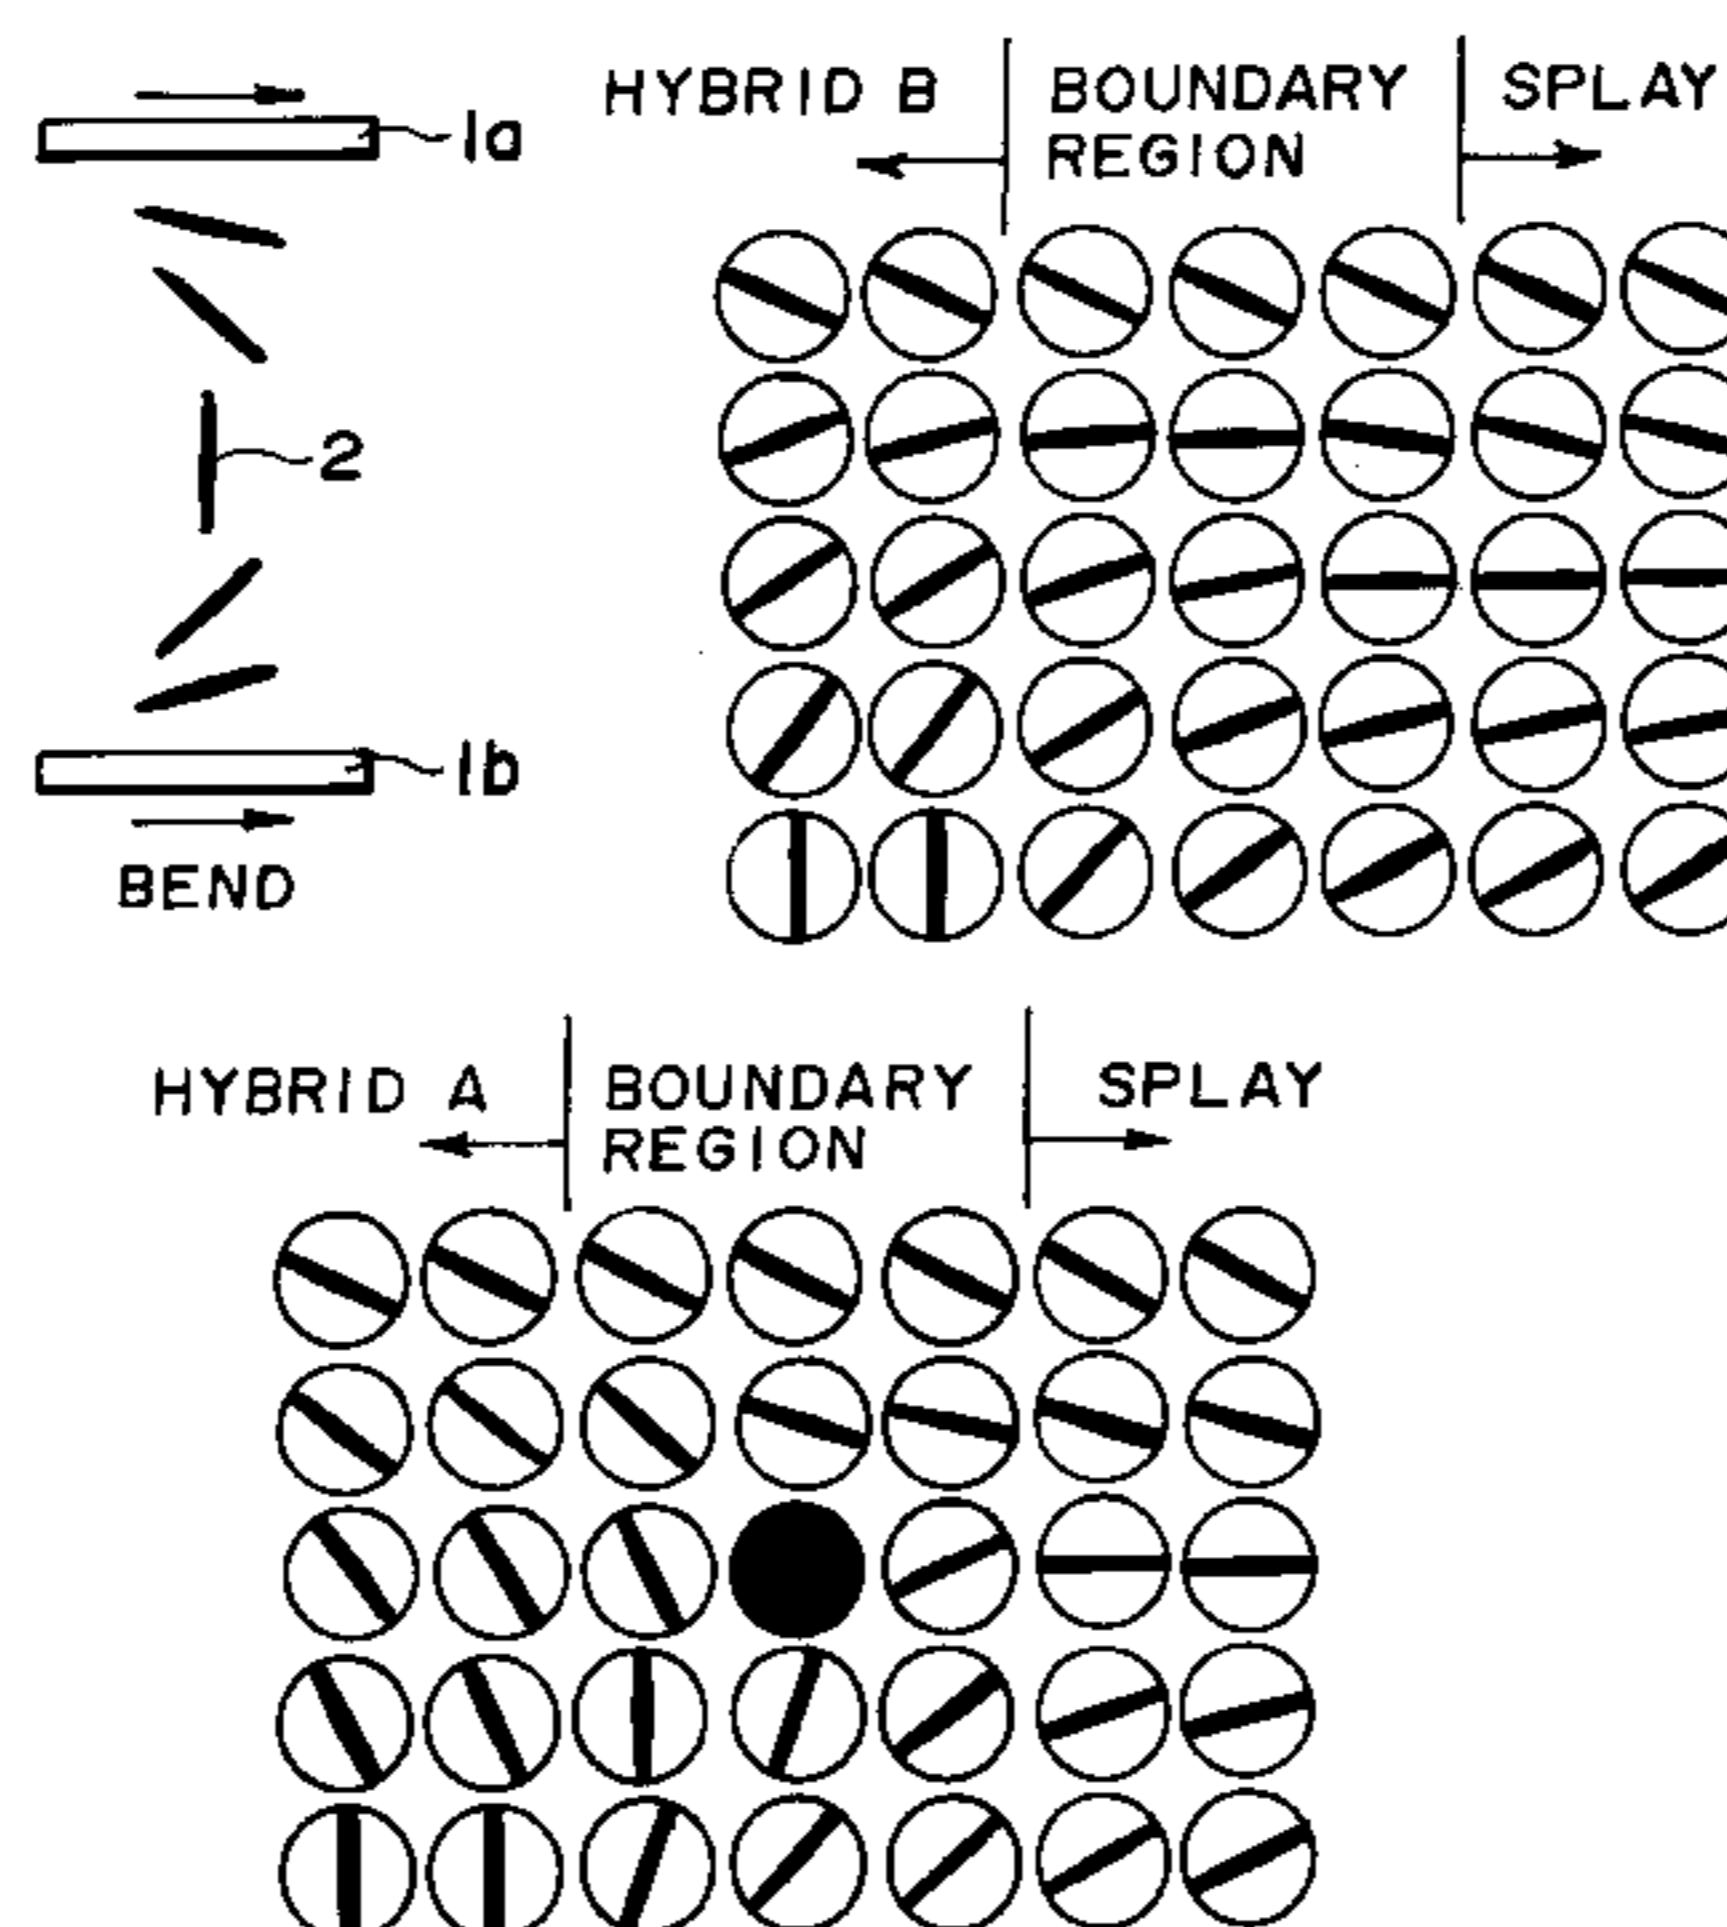 1a
2
1b
BEND
HYBRID B
BOUNDARY
REGION
SPLAY
HYBRID A
BOUNDARY
REGION
SPLAY